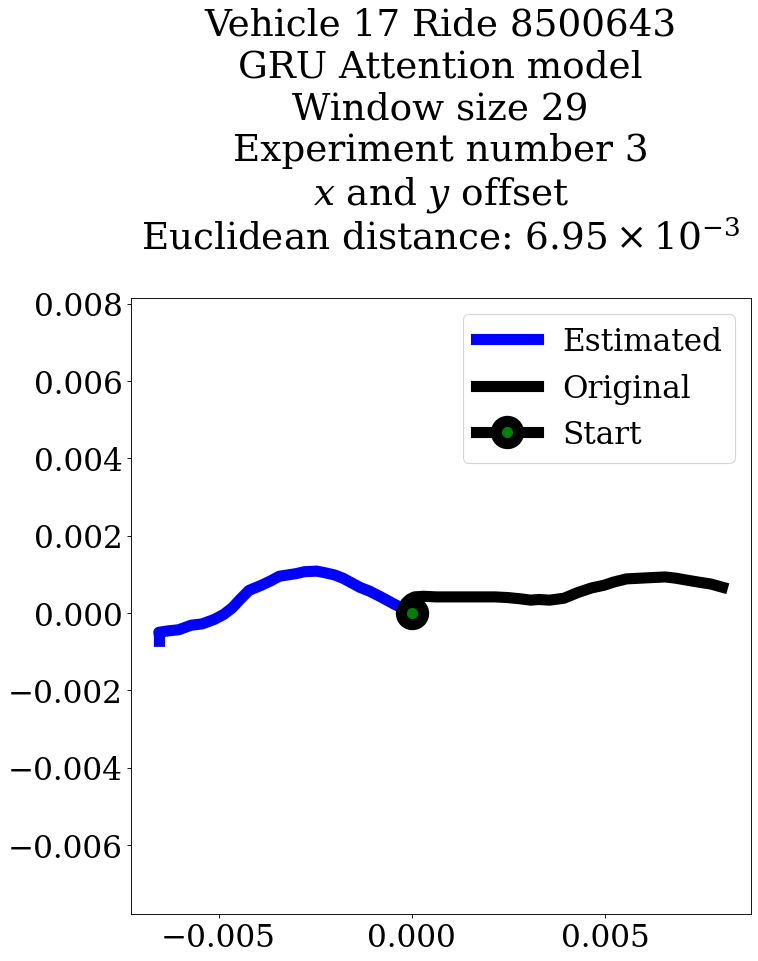 Vehicle 17 Ride 8500643
GRU Attention model
Window size 29
Experiment number 3
x and y offset
Euclidean distance: 6.95 × 10⁻³
Estimated
Original
Start
0.008
0.006
0.004
0.002
0.000
−0.002
−0.004
−0.006
−0.005
0.000
0.005